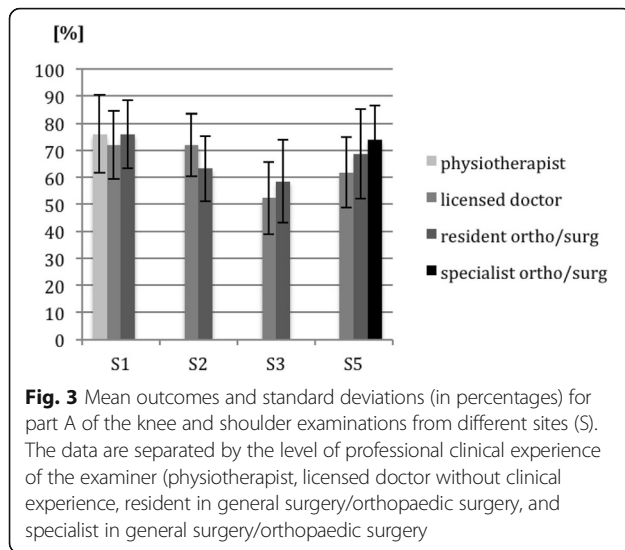 [%]
100
90
80
70
60
50
40
30
20
10
0
S1 S2 S3 S5
physiotherapist
licensed doctor
resident ortho/surg
specialist ortho/surg
Fig. 3 Mean outcomes and standard deviations (in percentages) for
part A of the knee and shoulder examinations from different sites (S).
The data are separated by the level of professional clinical experience
of the examiner (physiotherapist, licensed doctor without clinical
experience, resident in general surgery/orthopaedic surgery, and
specialist in general surgery/orthopaedic surgery